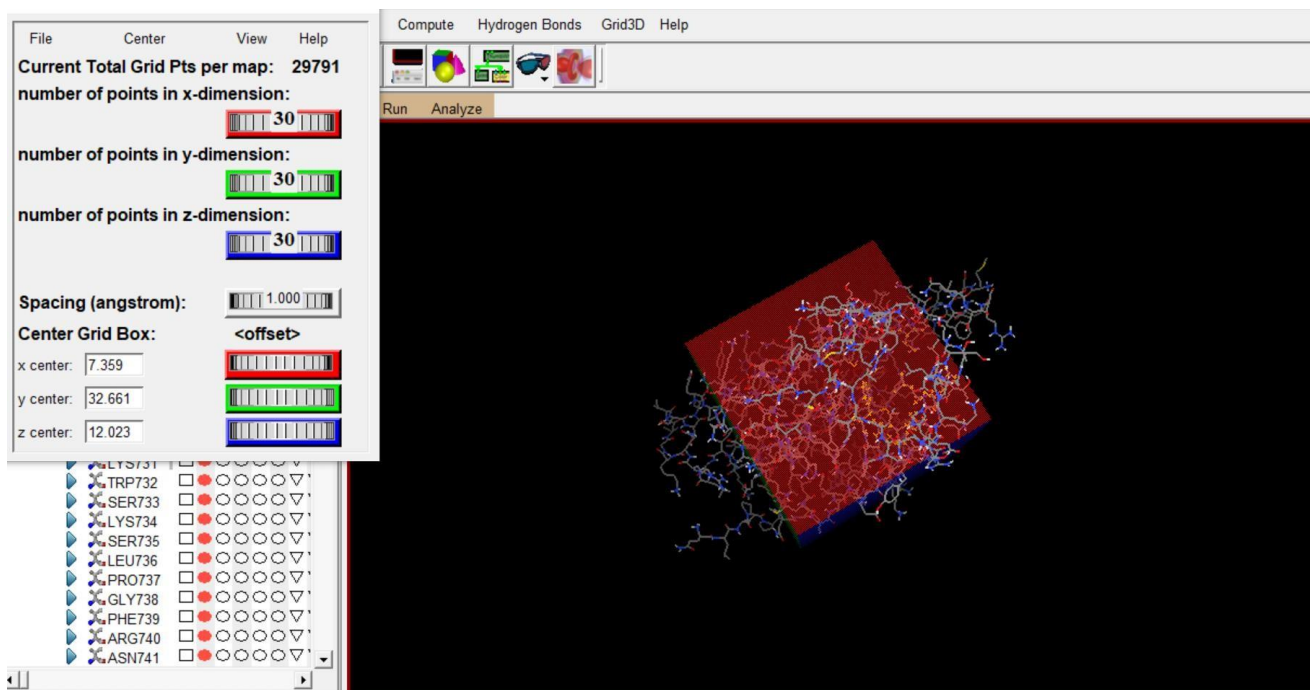 File Center View Help
Current Total Grid Pts per map: 29791
number of points in x-dimension:
30
number of points in y-dimension:
30
number of points in z-dimension:
30
Spacing (angstrom): 1.000
Center Grid Box: <offset>
x center: 7.359
y center: 32.661
z center: 12.023
Compute Hydrogen Bonds Grid3D Help
Run Analyze
LYS731
TRP732
SER733
LYS734
SER735
LEU736
PRO737
GLY738
PHE739
ARG740
ASN741